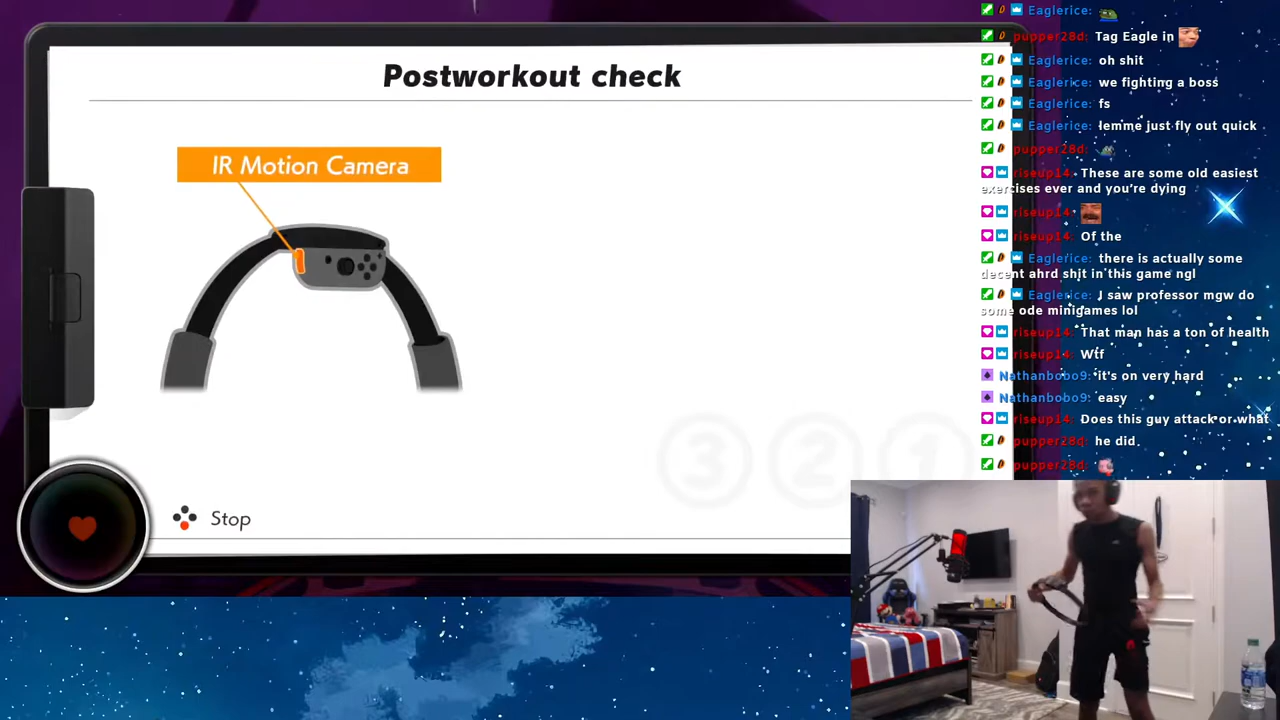 Postworkout check
IR Motion Camera
3 2 1
Stop
Eaglerice:
pupper28d: Tag Eagle in
Eaglerice: oh shit
Eaglerice: we fighting a boss
Eaglerice: fs
Eaglerice: lemme just fly out quick
pupper28d:
riseup14: These are some old easiest
exercises ever and you're dying
riseup14:
riseup14: Of the
Eaglerice: there is actually some
decent ahrd shit in this game ngl
Eaglerice: I saw professor mgw do
some ode minigames lol
riseup14: That man has a ton of health
riseup14: Wtf
Nathanbobo9: it's on very hard
Nathanbobo9: easy
riseup14: Does this guy attack or what
pupper28d: he did.
pupper28d: